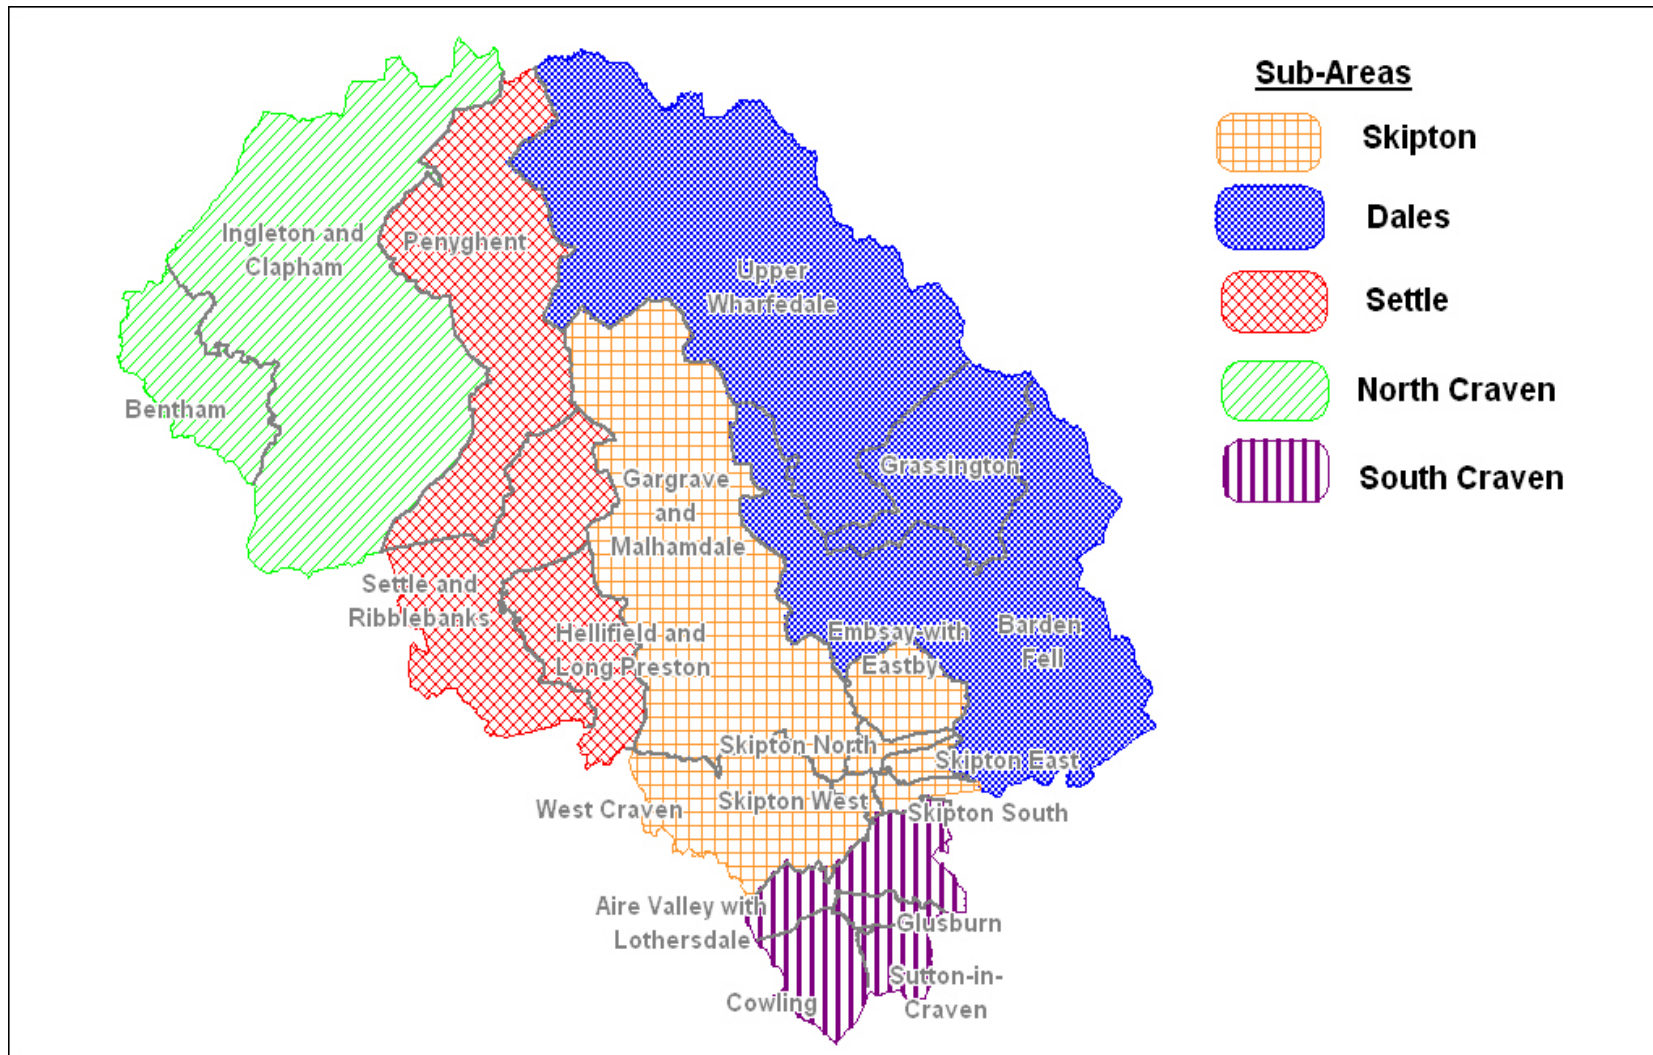 Sub-Areas
Skipton
Dales
Settle
North Craven
South Craven
Ingleton and
Clapham
Penyghent
Upper
Wharfedale
Bentham
Grassington
Gargrave
and
Malhamdale
Settle and
Ribblebanks
Hellifield and
Long Preston
Embsay-with
Eastby
Barden
Fell
Skipton North
Skipton East
West Craven
Skipton West
Skipton South
Aire Valley with
Lothersdale
Glusburn
Cowling
Sutton-in-
Craven